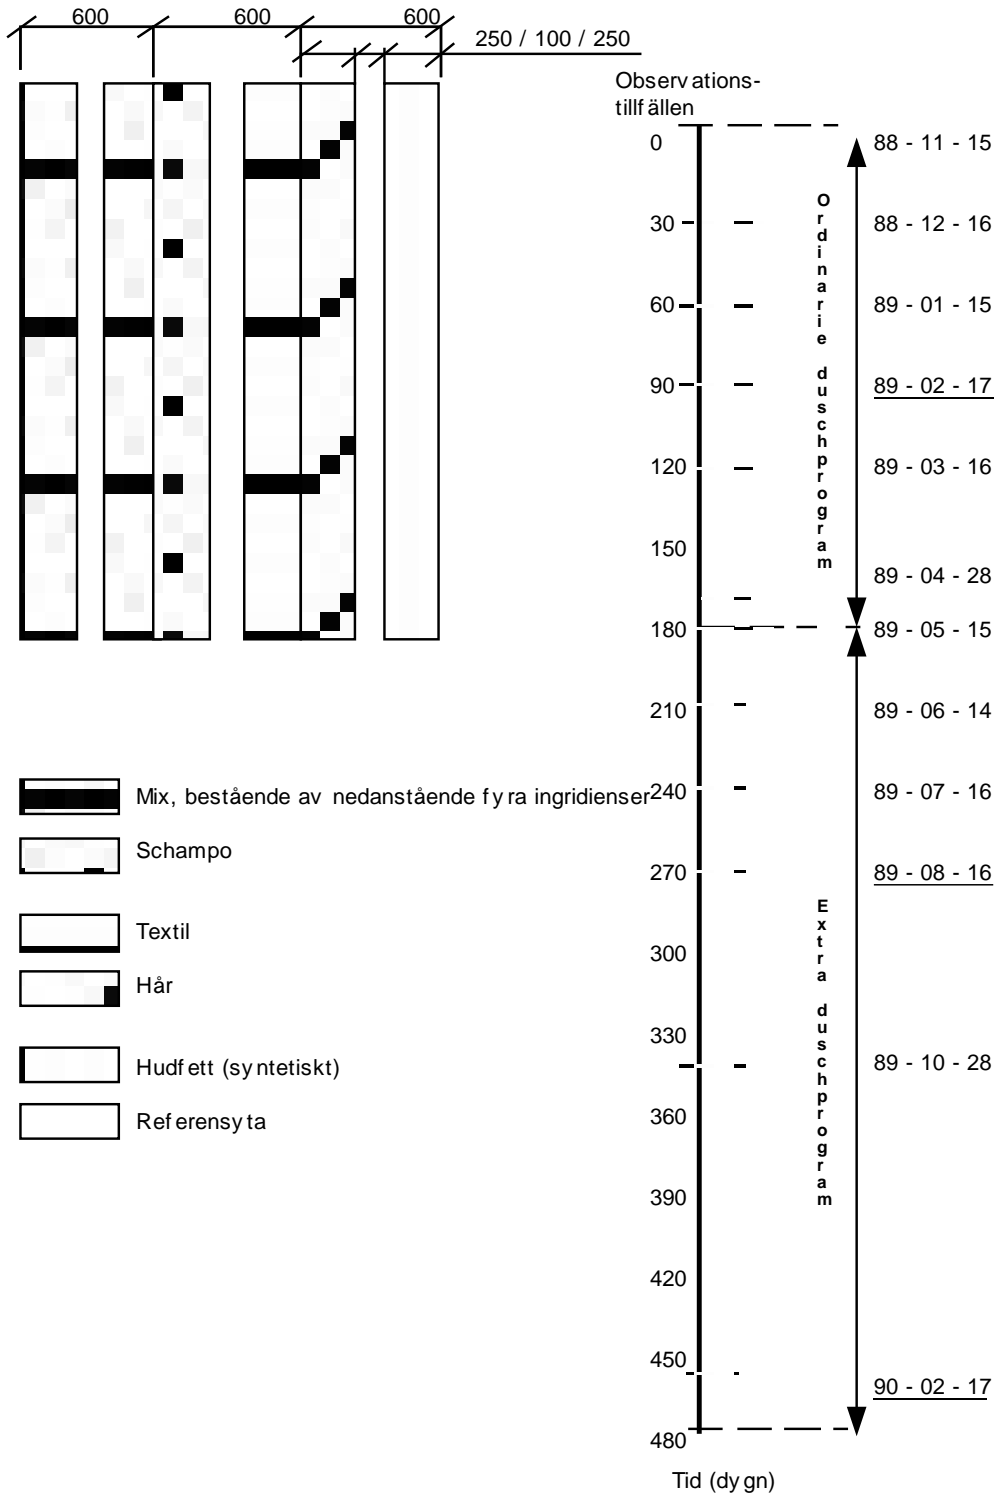 600 600 600
250 / 100 / 250
Observations-
tillfällen
0 88 - 11 - 15
30 88 - 12 - 16
60 89 - 01 - 15
90 89 - 02 - 17
120 89 - 03 - 16
150
89 - 04 - 28
180 89 - 05 - 15
Ordinarie duschprogram
210 89 - 06 - 14
Mix, bestående av nedanstående fyra ingridienser
240 89 - 07 - 16
Schampo
270 89 - 08 - 16
Textil
300
Hår
330
Hudfett (syntetiskt)
89 - 10 - 28
Referensyta
360
Extra duschprogram
390
420
450
90 - 02 - 17
480
Tid (dygn)